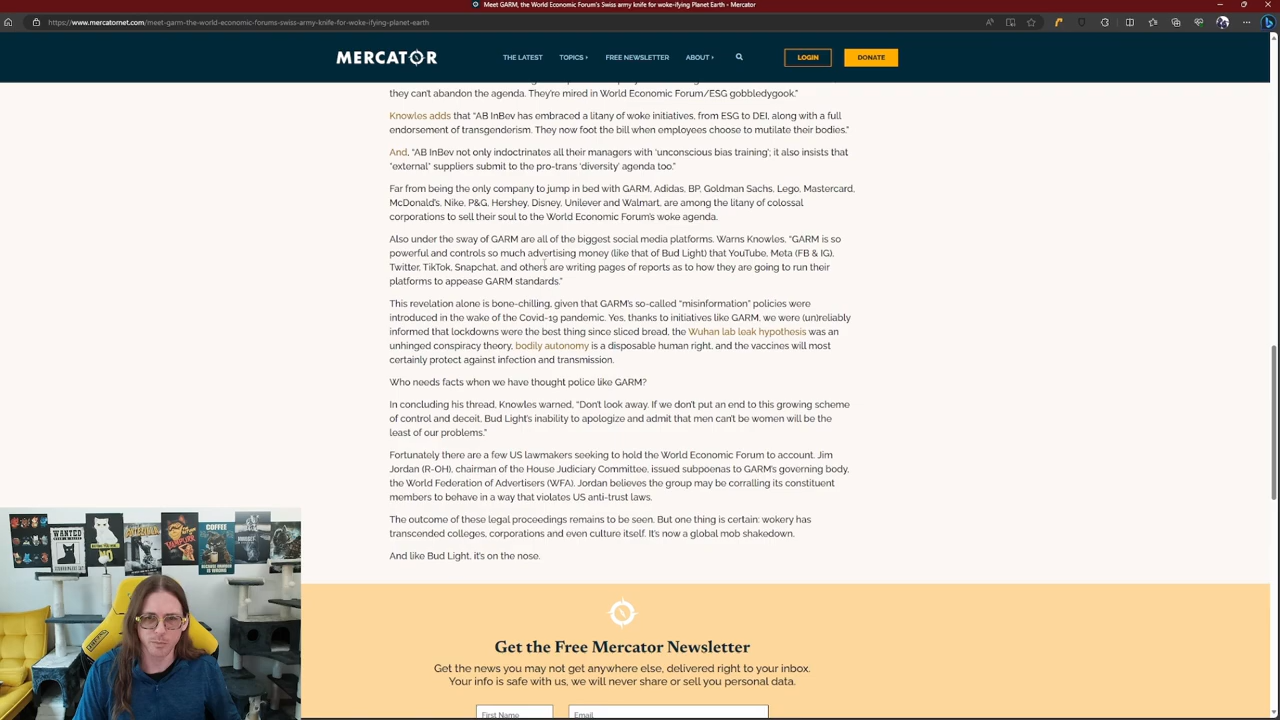 Meet GARM, the World Economic Forum's Swiss army knife for woke-ifying Planet Earth - Mercator
https://www.mercatornet.com/meet-garm-the-world-economic-forums-swiss-army-knife-for-woke-ifying-planet-earth
MERCATOR
THE LATEST
TOPICS
FREE NEWSLETTER
ABOUT
LOGIN
DONATE
they can't abandon the agenda. They're mired in World Economic Forum/ESG gobbledygook."
Knowles adds that "AB InBev has embraced a litany of woke initiatives, from ESG to DEI, along with a full
endorsement of transgenderism. They now foot the bill when employees choose to mutilate their bodies."
And, "AB InBev not only indoctrinates all their managers with 'unconscious bias training'; it also insists that
"external" suppliers submit to the pro-trans 'diversity' agenda too."
Far from being the only company to jump in bed with GARM, Adidas, BP, Goldman Sachs, Lego, Mastercard,
McDonald's, Nike, P&G, Hershey, Disney, Unilever and Walmart, are among the litany of colossal
corporations to sell their soul to the World Economic Forum's woke agenda.
Also under the sway of GARM are all of the biggest social media platforms. Warns Knowles, "GARM is so
powerful and controls so much advertising money (like that of Bud Light) that YouTube, Meta (FB & IG),
Twitter, TikTok, Snapchat, and others are writing pages of reports as to how they are going to run their
platforms to appease GARM standards."
This revelation alone is bone-chilling, given that GARM's so-called "misinformation" policies were
introduced in the wake of the Covid-19 pandemic. Yes, thanks to initiatives like GARM, we were (un)reliably
informed that lockdowns were the best thing since sliced bread, the Wuhan lab leak hypothesis was an
unhinged conspiracy theory, bodily autonomy is a disposable human right, and the vaccines will most
certainly protect against infection and transmission.
Who needs facts when we have thought police like GARM?
In concluding his thread, Knowles warned, "Don't look away. If we don't put an end to this growing scheme
of control and deceit, Bud Light's inability to apologize and admit that men can't be women will be the
least of our problems."
Fortunately there are a few US lawmakers seeking to hold the World Economic Forum to account. Jim
Jordan (R-OH), chairman of the House Judiciary Committee, issued subpoenas to GARM's governing body,
the World Federation of Advertisers (WFA). Jordan believes the group may be corralling its constituent
members to behave in a way that violates US anti-trust laws.
The outcome of these legal proceedings remains to be seen. But one thing is certain: wokery has
transcended colleges, corporations and even culture itself. It's now a global mob shakedown.
And like Bud Light, it's on the nose.
WANTED
COFFEE
Get the Free Mercator Newsletter
Get the news you may not get anywhere else, delivered right to your inbox.
Your info is safe with us, we will never share or sell you personal data.
First Name
Email